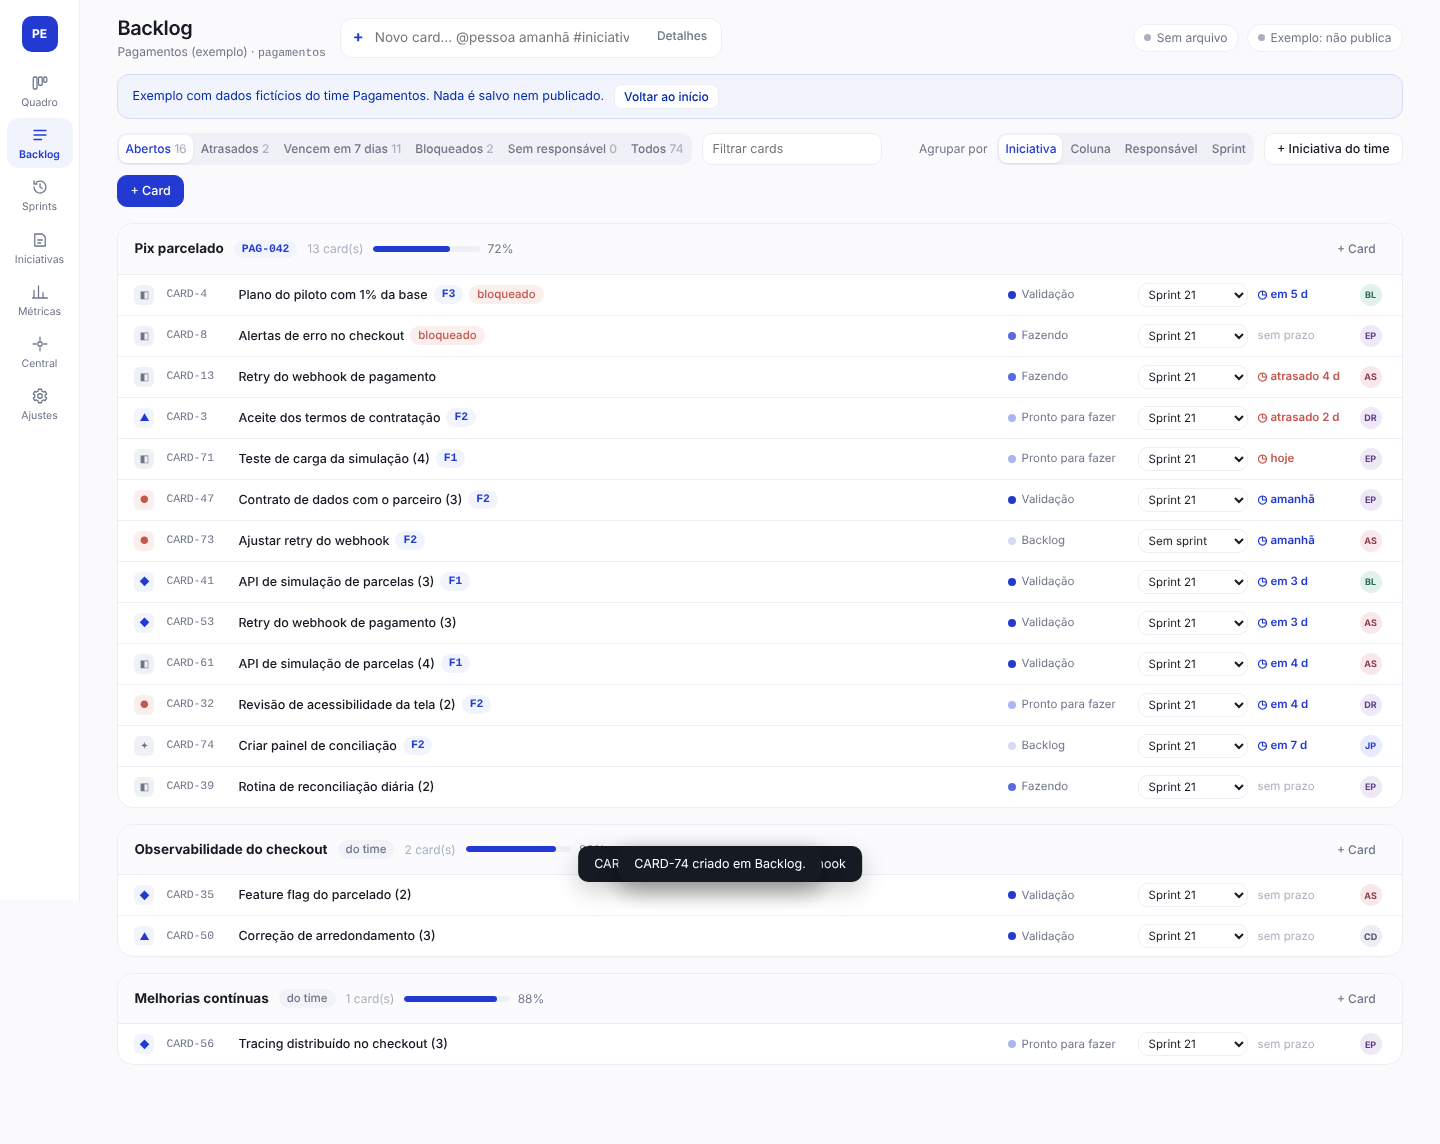 PE
Quadro
Backlog
Sprints
Iniciativas
Métricas
Central
Ajustes
Backlog
Pagamentos (exemplo) · pagamentos
+ Novo card... @pessoa amanhã #iniciativ Detalhes
Sem arquivo
Exemplo: não publica
Exemplo com dados fictícios do time Pagamentos. Nada é salvo nem publicado. Voltar ao início
Abertos 16 Atrasados 2 Vencem em 7 dias 11 Bloqueados 2 Sem responsável 0 Todos 74 Filtrar cards Agrupar por Iniciativa Coluna Responsável Sprint + Iniciativa do time
+ Card
Pix parcelado PAG-042 13 card(s) 72% + Card
CARD-4 Plano do piloto com 1% da base F3 bloqueado Validação Sprint 21 em 5 d BL
CARD-8 Alertas de erro no checkout bloqueado Fazendo Sprint 21 sem prazo EP
CARD-13 Retry do webhook de pagamento Fazendo Sprint 21 atrasado 4 d AS
CARD-3 Aceite dos termos de contratação F2 Pronto para fazer Sprint 21 atrasado 2 d DR
CARD-71 Teste de carga da simulação (4) F1 Pronto para fazer Sprint 21 hoje EP
CARD-47 Contrato de dados com o parceiro (3) F2 Validação Sprint 21 amanhã EP
CARD-73 Ajustar retry do webhook F2 Backlog Sem sprint amanhã AS
CARD-41 API de simulação de parcelas (3) F1 Validação Sprint 21 em 3 d BL
CARD-53 Retry do webhook de pagamento (3) Validação Sprint 21 em 3 d AS
CARD-61 API de simulação de parcelas (4) F1 Validação Sprint 21 em 4 d AS
CARD-32 Revisão de acessibilidade da tela (2) F2 Pronto para fazer Sprint 21 em 4 d DR
CARD-74 Criar painel de conciliação F2 Backlog Sprint 21 em 7 d JP
CARD-39 Rotina de reconciliação diária (2) Fazendo Sprint 21 sem prazo EP
Observabilidade do checkout do time 2 card(s) + Card
CARD-74 criado em Backlog.
CARD-35 Feature flag do parcelado (2) Validação Sprint 21 sem prazo AS
CARD-50 Correção de arredondamento (3) Validação Sprint 21 sem prazo CD
Melhorias contínuas do time 1 card(s) 88% + Card
CARD-56 Tracing distribuído no checkout (3) Pronto para fazer Sprint 21 sem prazo EP